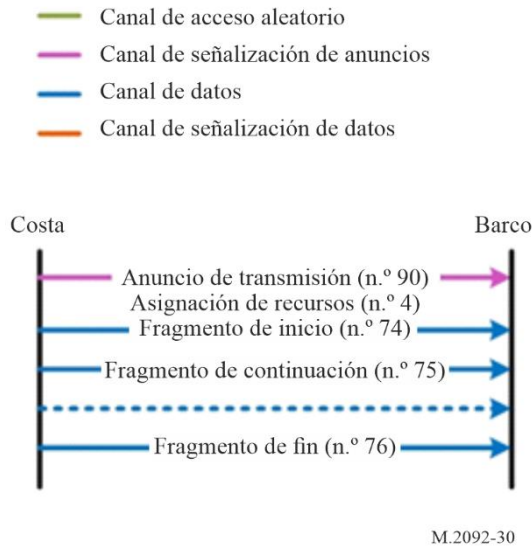 Canal de acceso aleatorio
Canal de señalización de anuncios
Canal de datos
Canal de señalización de datos
Costa
Barco
Anuncio de transmisión (n.º 90)
Asignación de recursos (n.º 4)
Fragmento de inicio (n.º 74)
Fragmento de continuación (n.º 75)
Fragmento de fin (n.º 76)
M.2092-30